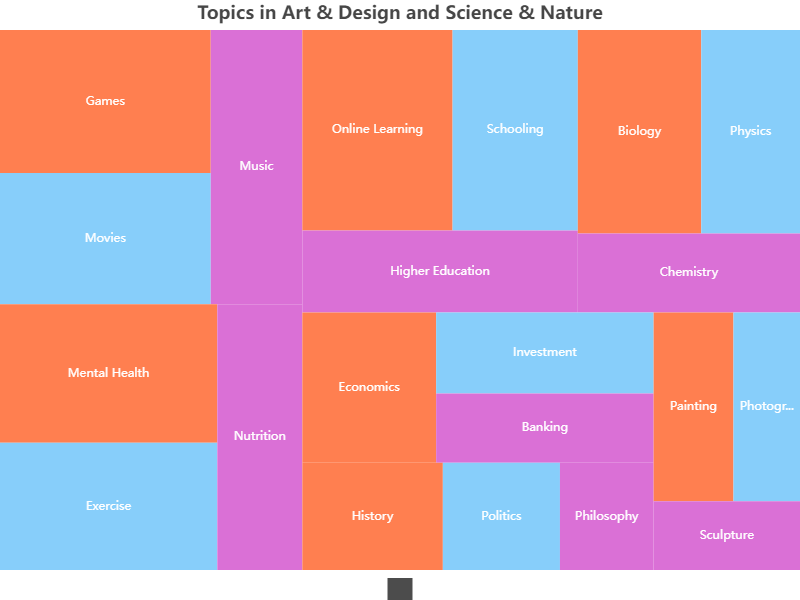 Topics in Art & Design and Science & Nature
Games
Movies
Music
Mental Health
Exercise
Nutrition
Online Learning
Schooling
Higher Education
Biology
Physics
Chemistry
Economics
Investment
Banking
History
Politics
Philosophy
Painting
Photogr...
Sculpture